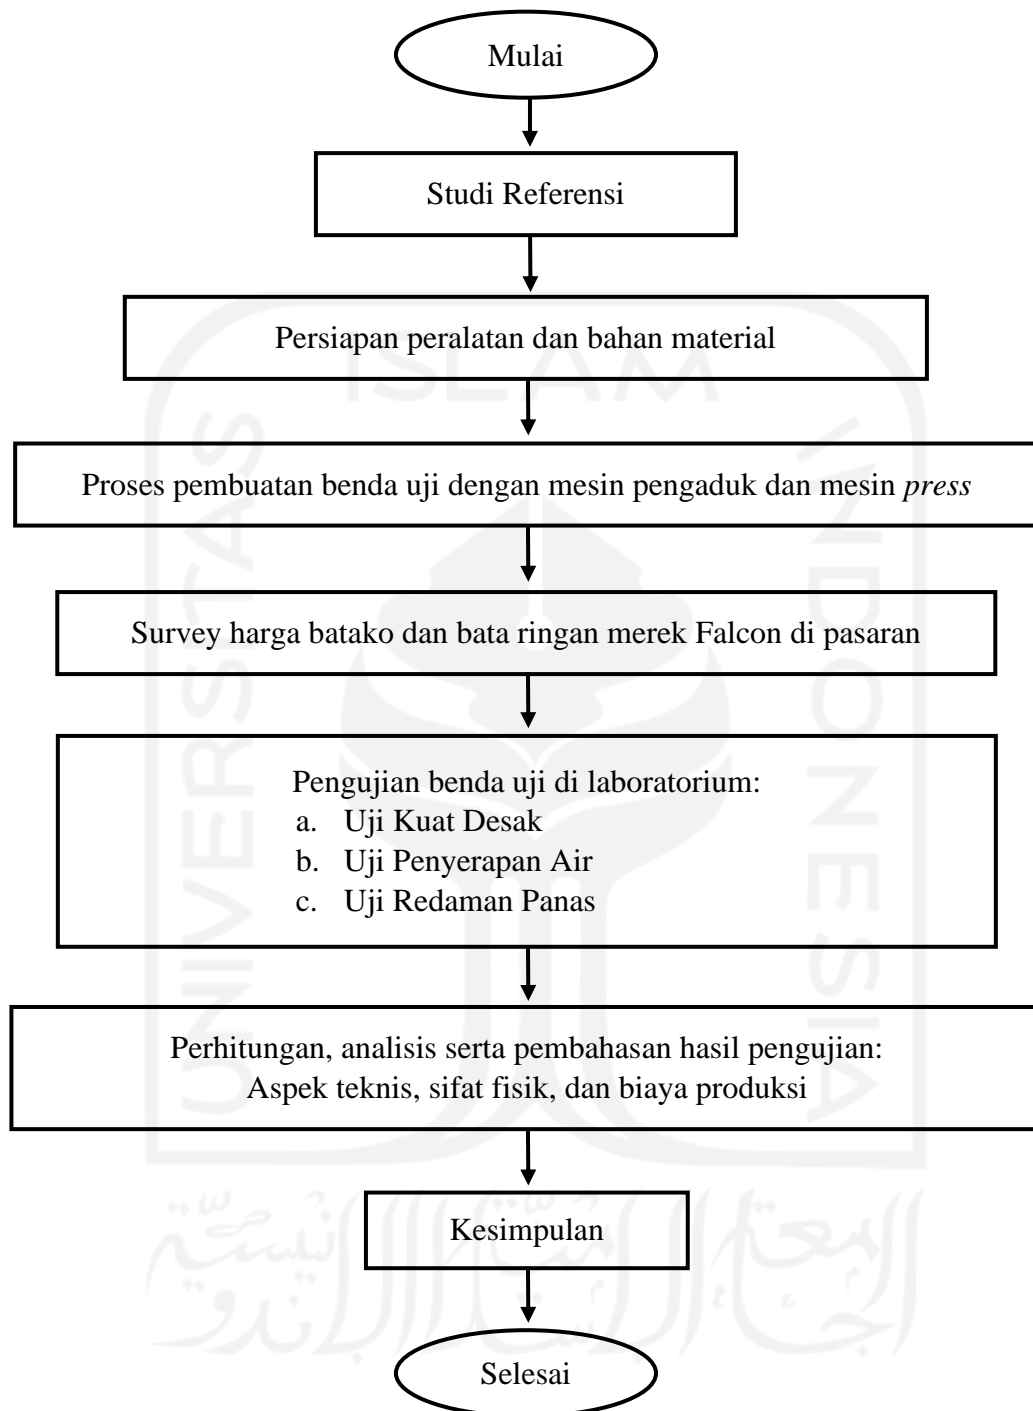 Mulai
Studi Referensi
Persiapan peralatan dan bahan material
Proses pembuatan benda uji dengan mesin pengaduk dan mesin press
Survey harga batako dan bata ringan merek Falcon di pasaran
Pengujian benda uji di laboratorium:
a. Uji Kuat Desak
b. Uji Penyerapan Air
c. Uji Redaman Panas
Perhitungan, analisis serta pembahasan hasil pengujian:
Aspek teknis, sifat fisik, dan biaya produksi
Kesimpulan
Selesai
UNIVERSITAS
ISLAM
INDONESIA